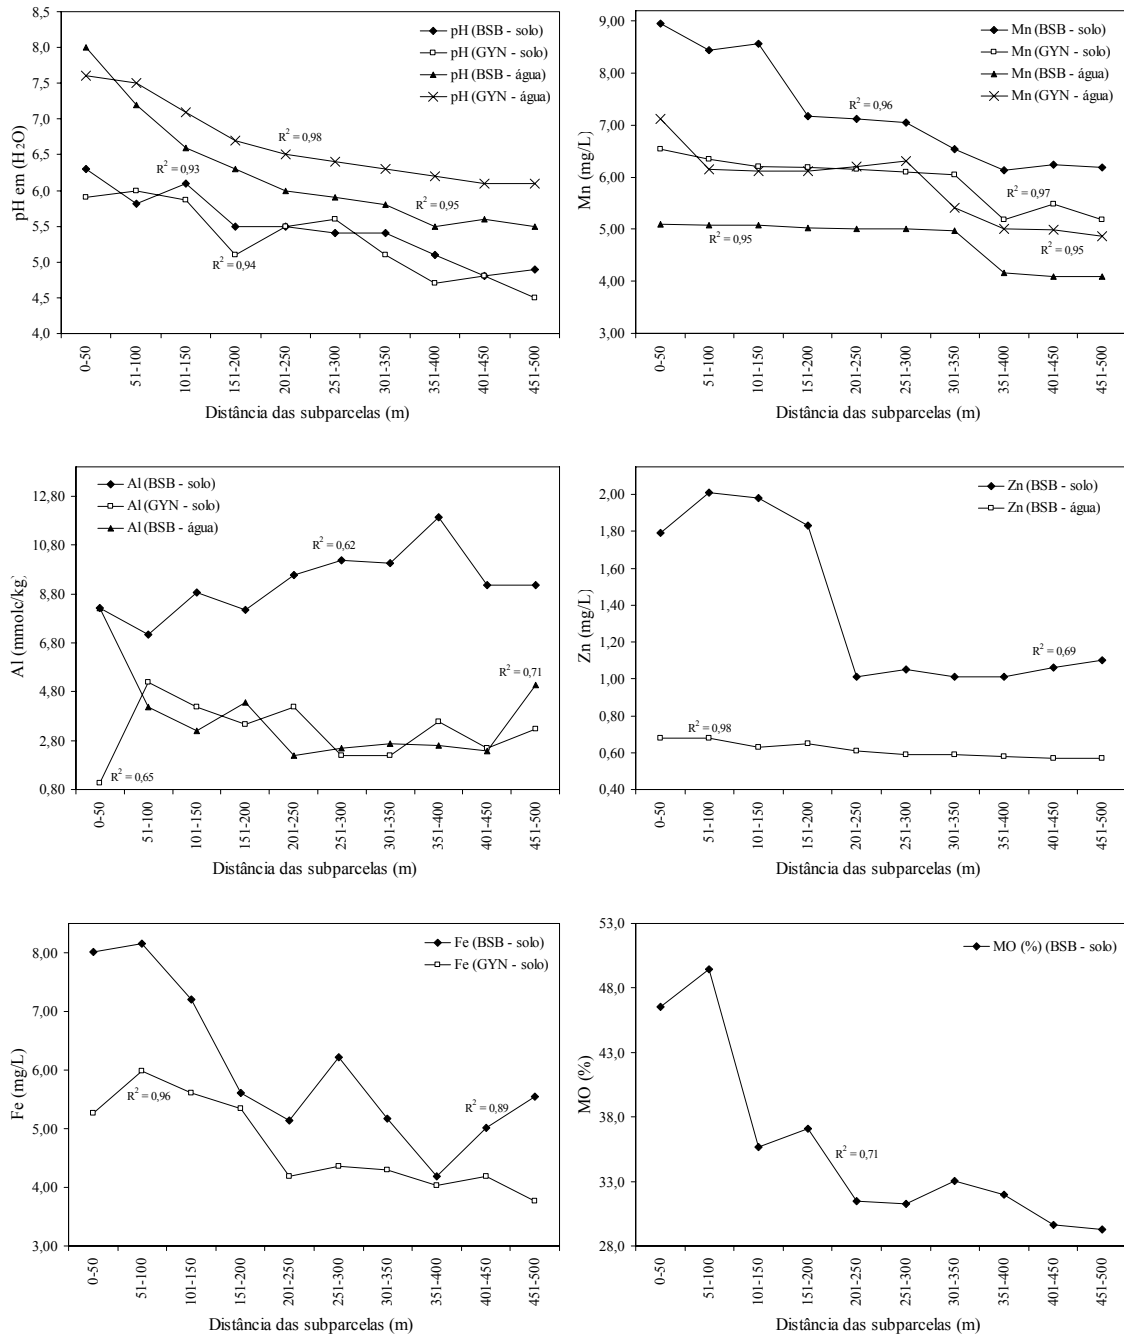 8,5
8,0
7,5
7,0
6,5
6,0
5,5
5,0
4,5
4,0
pH em (H2O)
pH (BSB - solo)
pH (GYN - solo)
pH (BSB - água)
pH (GYN - água)
R² = 0,98
R² = 0,93
R² = 0,95
R² = 0,94
0-50
51-100
101-150
151-200
201-250
251-300
301-350
351-400
401-450
451-500
Distância das subparcelas (m)
9,00
8,00
7,00
6,00
5,00
4,00
3,00
Mn (mg/L)
Mn (BSB - solo)
Mn (GYN - solo)
Mn (BSB - água)
Mn (GYN - água)
R² = 0,96
R² = 0,97
R² = 0,95
R² = 0,95
0-50
51-100
101-150
151-200
201-250
251-300
301-350
351-400
401-450
451-500
Distância das subparcelas (m)
12,80
10,80
8,80
6,80
4,80
2,80
0,80
Al (mmolc/kg)
Al (BSB - solo)
Al (GYN - solo)
Al (BSB - água)
R² = 0,62
R² = 0,71
R² = 0,65
0-50
51-100
101-150
151-200
201-250
251-300
301-350
351-400
401-450
451-500
Distância das subparcelas (m)
2,00
1,80
1,60
1,40
1,20
1,00
0,80
0,60
0,40
Zn (mg/L)
Zn (BSB - solo)
Zn (BSB - água)
R² = 0,69
R² = 0,98
0-50
51-100
101-150
151-200
201-250
251-300
301-350
351-400
401-450
451-500
Distância das subparcelas (m)
8,00
7,00
6,00
5,00
4,00
3,00
Fe (mg/L)
Fe (BSB - solo)
Fe (GYN - solo)
R² = 0,96
R² = 0,89
0-50
51-100
101-150
151-200
201-250
251-300
301-350
351-400
401-450
451-500
Distância das subparcelas (m)
53,0
48,0
43,0
38,0
33,0
28,0
MO (%)
MO (%) (BSB - solo)
R² = 0,71
0-50
51-100
101-150
151-200
201-250
251-300
301-350
351-400
401-450
451-500
Distância das subparcelas (m)